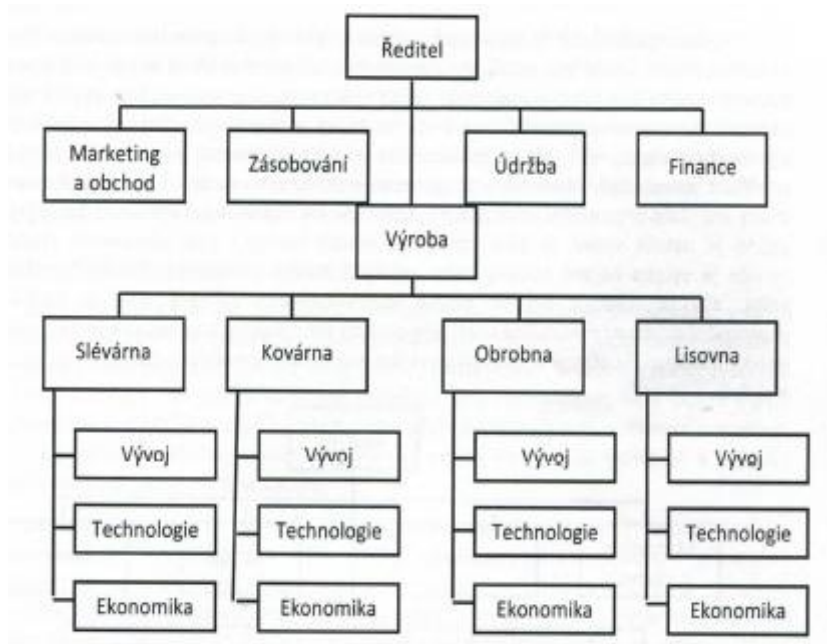 Ředitel
Marketing
a obchod
Zásobování
Údržba
Finance
Výroba
Slévárna
Kovárna
Obrobna
Lisovna
Vývoj
Vývoj
Vývoj
Vývoj
Technologie
Technologie
Technologie
Technologie
Ekonomika
Ekonomika
Ekonomika
Ekonomika